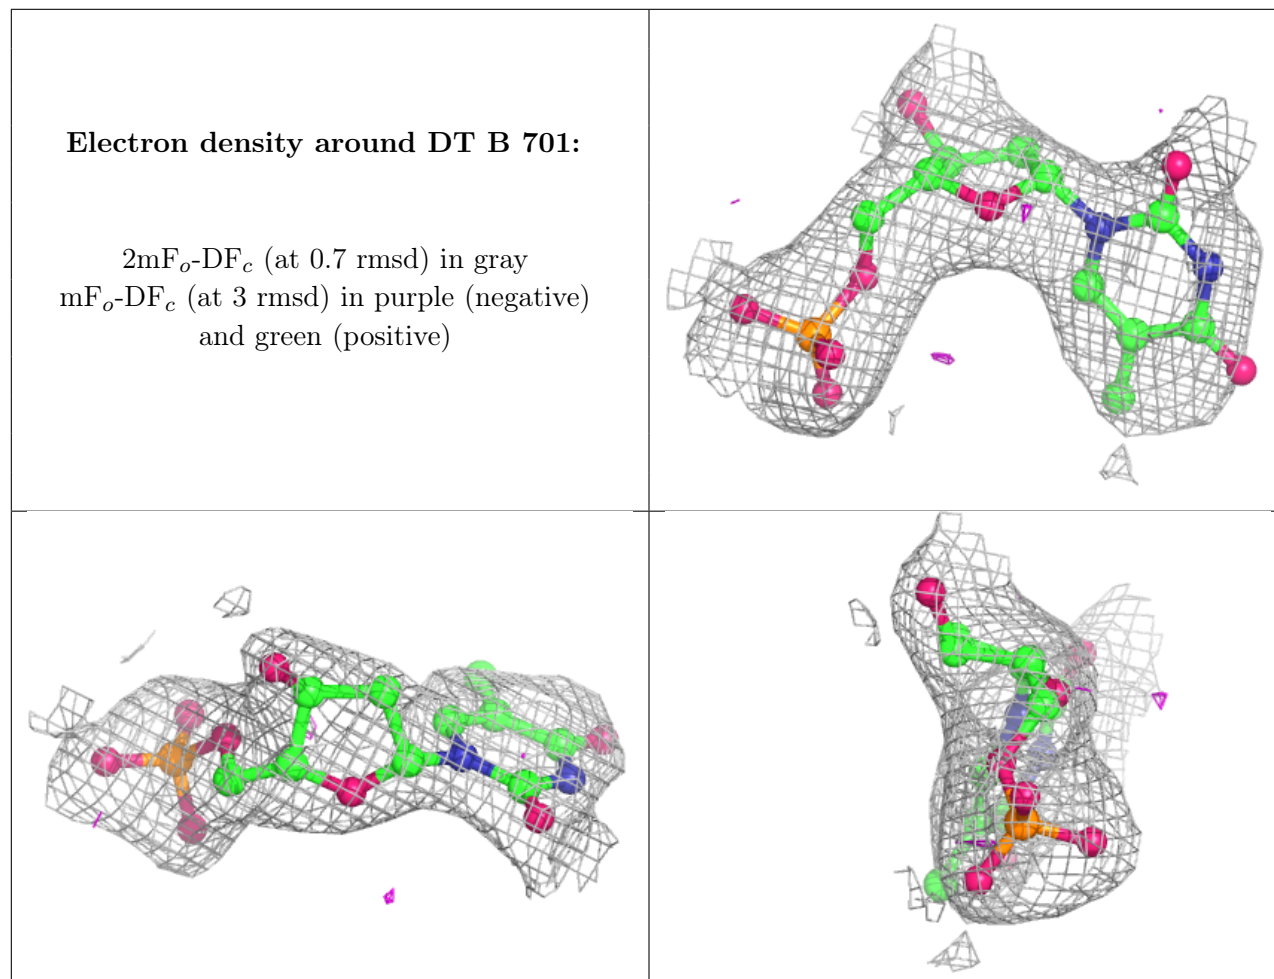 Electron density around DT B 701:
2mFₒ-DF𝒸 (at 0.7 rmsd) in gray
mFₒ-DF𝒸 (at 3 rmsd) in purple (negative)
and green (positive)